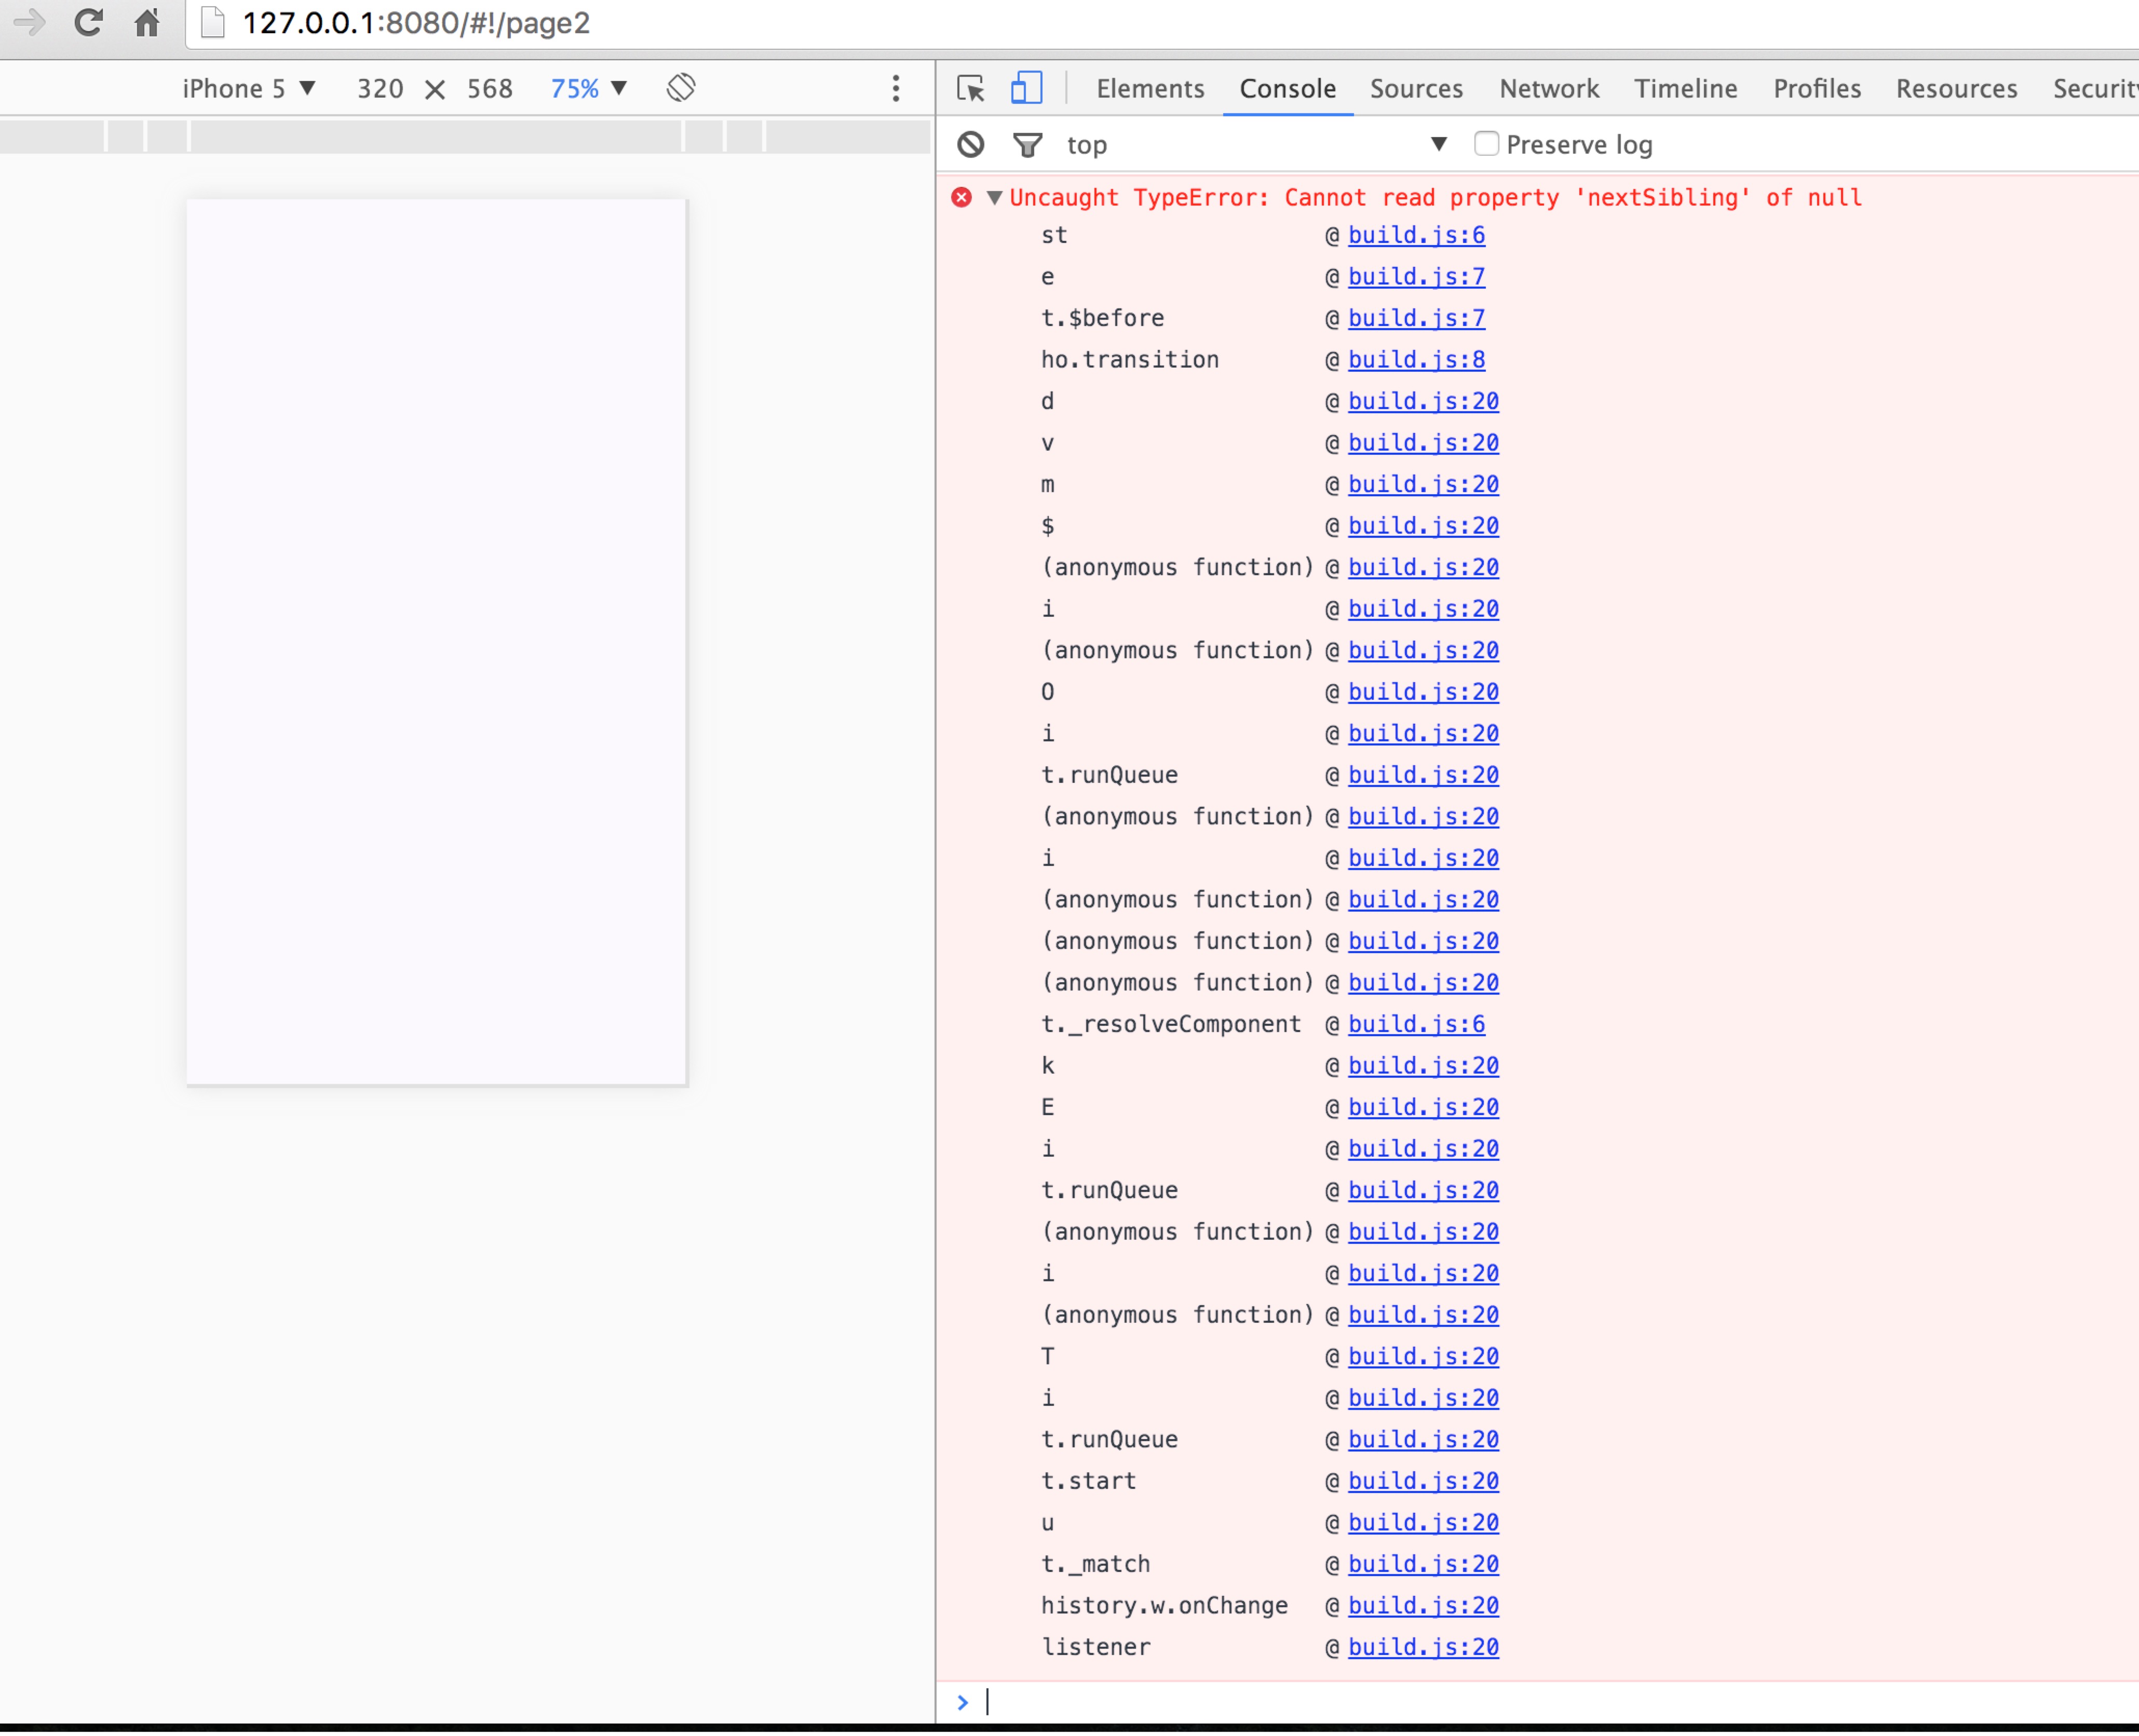 127.0.0.1:8080/#!/page2
iPhone 5 ▼ 320 × 568 75% ▼
Elements Console Sources Network Timeline Profiles Resources Securit
top ▼ Preserve log
Uncaught TypeError: Cannot read property 'nextSibling' of null
st @ build.js:6
e @ build.js:7
t.$before @ build.js:7
ho.transition @ build.js:8
d @ build.js:20
v @ build.js:20
m @ build.js:20
$ @ build.js:20
(anonymous function) @ build.js:20
i @ build.js:20
(anonymous function) @ build.js:20
O @ build.js:20
i @ build.js:20
t.runQueue @ build.js:20
(anonymous function) @ build.js:20
i @ build.js:20
(anonymous function) @ build.js:20
(anonymous function) @ build.js:20
(anonymous function) @ build.js:20
t._resolveComponent @ build.js:6
k @ build.js:20
E @ build.js:20
i @ build.js:20
t.runQueue @ build.js:20
(anonymous function) @ build.js:20
i @ build.js:20
(anonymous function) @ build.js:20
T @ build.js:20
i @ build.js:20
t.runQueue @ build.js:20
t.start @ build.js:20
u @ build.js:20
t._match @ build.js:20
history.w.onChange @ build.js:20
listener @ build.js:20
>